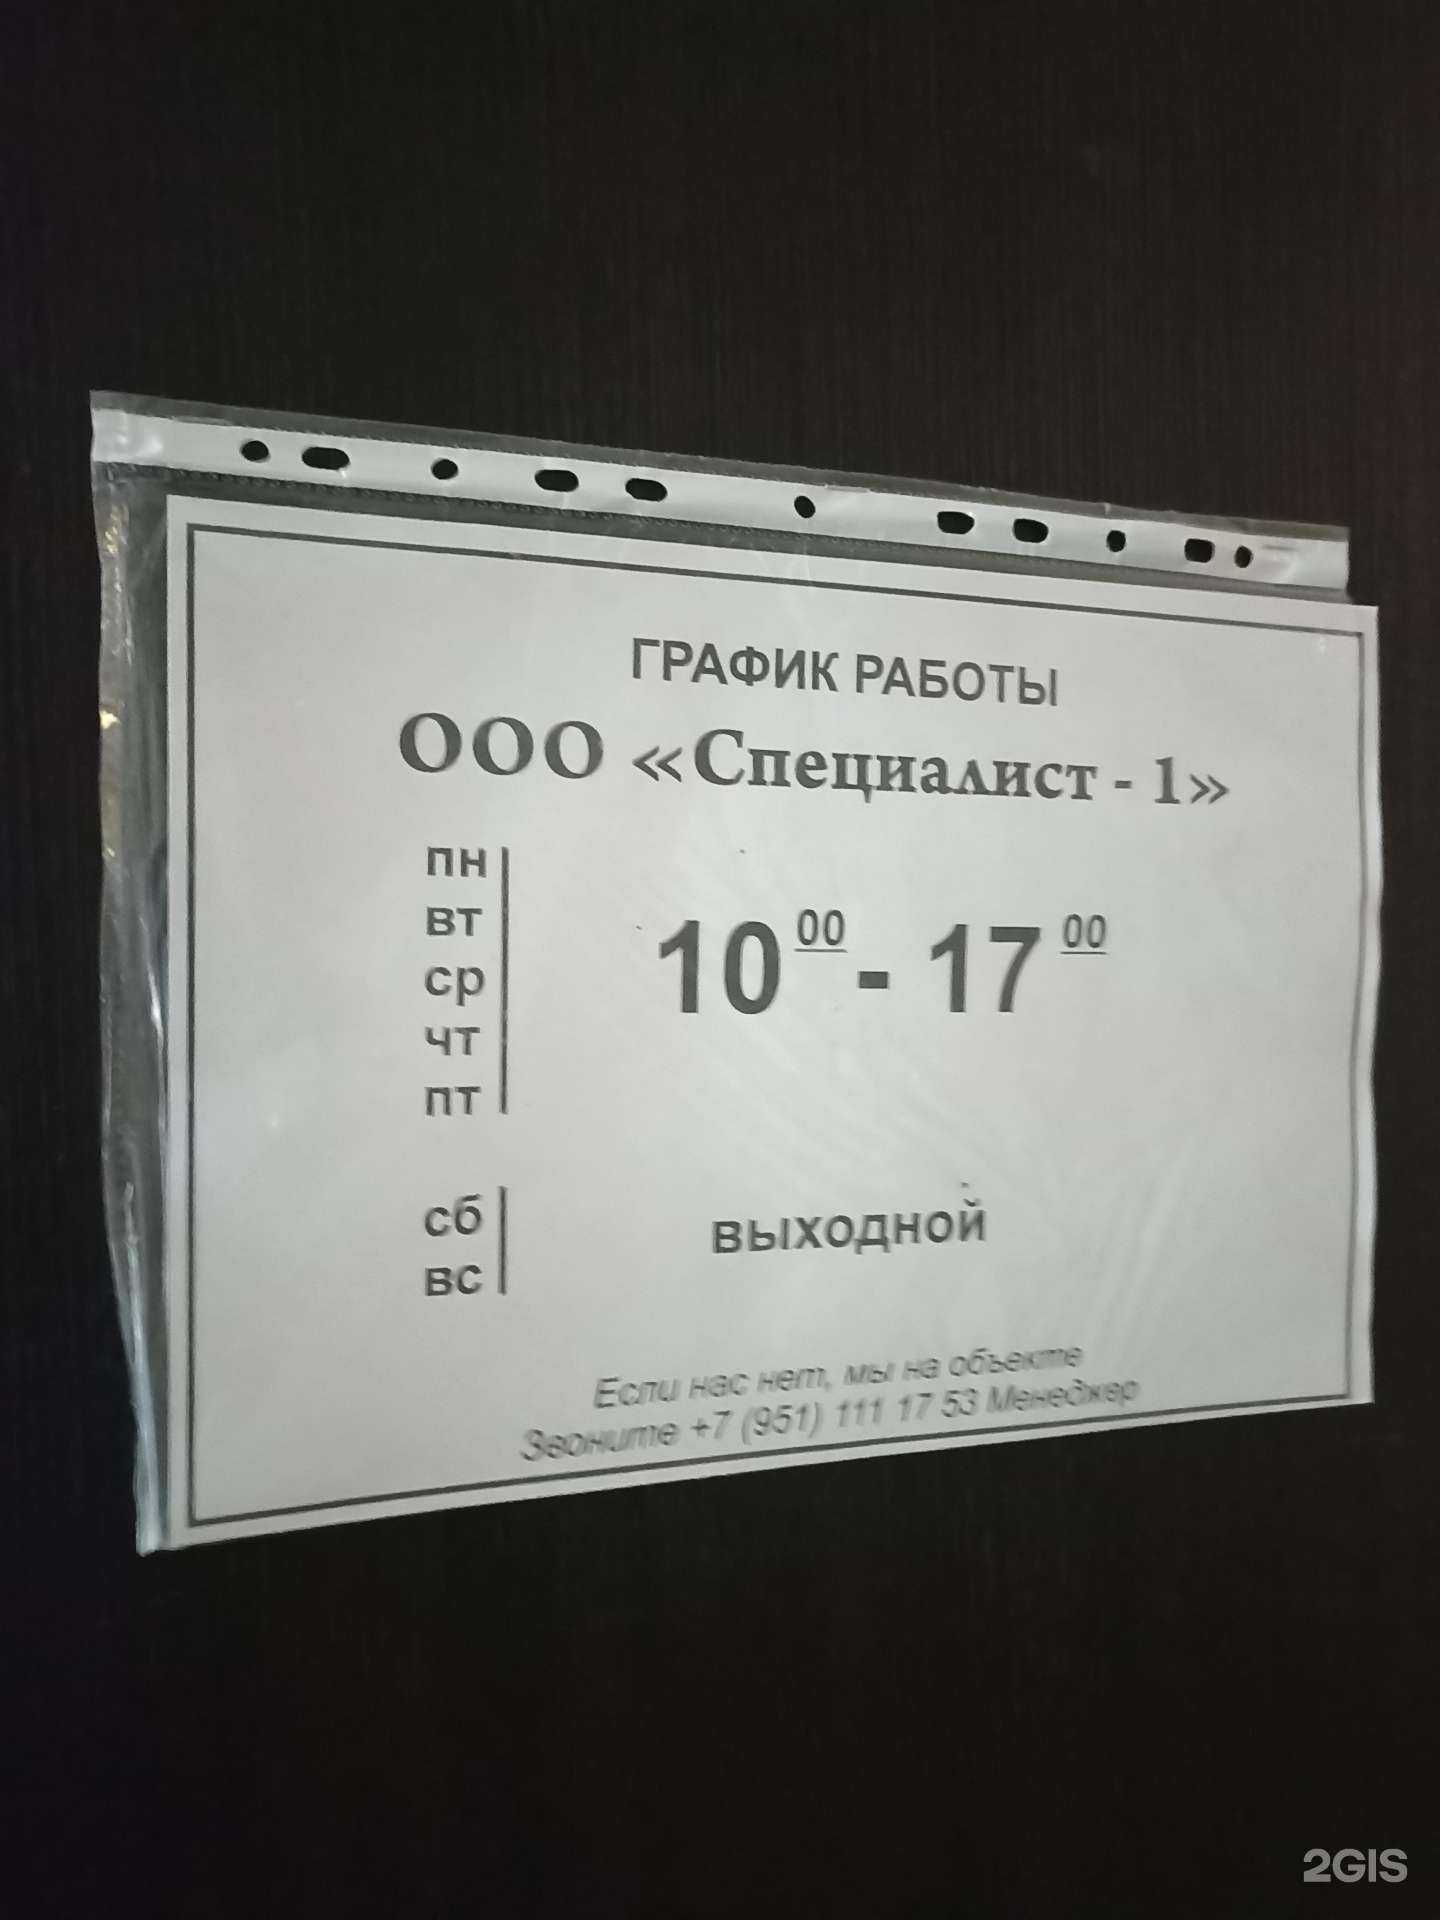 ГРАФИК РАБОТЫ
ООО «Специалист - 1»
пн
вт
ср
чт
пт
10 00 - 17 00
сб
вс
выходной
Если нас нет, мы на объекте
Звоните +7 (951) 111 17 53 Менеджер
2GIS